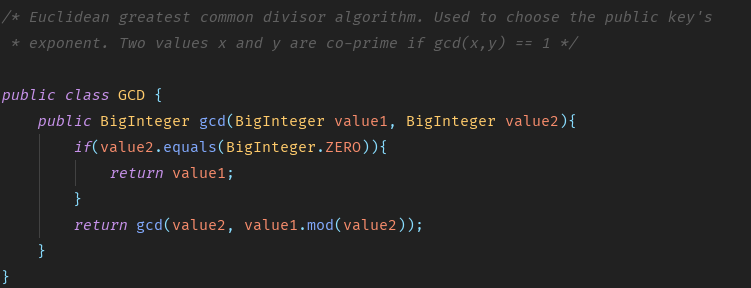 /* Euclidean greatest common divisor algorithm. Used to choose the public key's
 * exponent. Two values x and y are co-prime if gcd(x,y) == 1 */

public class GCD {
    public BigInteger gcd(BigInteger value1, BigInteger value2){
        if(value2.equals(BigInteger.ZERO)){
            return value1;
        }
        return gcd(value2, value1.mod(value2));
    }
}